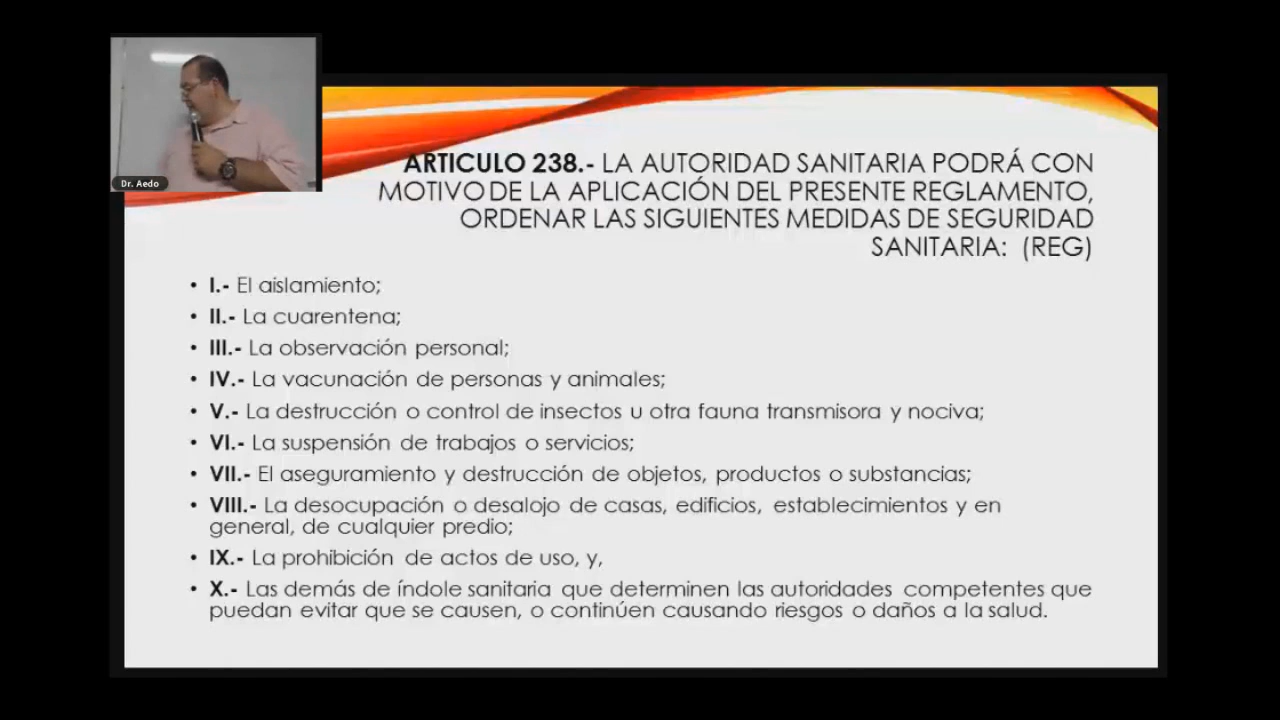 Dr. Aedo
ARTICULO 238.- LA AUTORIDAD SANITARIA PODRÁ CON
MOTIVO DE LA APLICACIÓN DEL PRESENTE REGLAMENTO,
ORDENAR LAS SIGUIENTES MEDIDAS DE SEGURIDAD
SANITARIA: (REG)
• I.- El aislamiento;
• II.- La cuarentena;
• III.- La observación personal;
• IV.- La vacunación de personas y animales;
• V.- La destrucción o control de insectos u otra fauna transmisora y nociva;
• VI.- La suspensión de trabajos o servicios;
• VII.- El aseguramiento y destrucción de objetos, productos o substancias;
• VIII.- La desocupación o desalojo de casas, edificios, establecimientos y en
general, de cualquier predio;
• IX.- La prohibición de actos de uso, y,
• X.- Las demás de índole sanitaria que determinen las autoridades competentes que
puedan evitar que se causen, o continúen causando riesgos o daños a la salud.